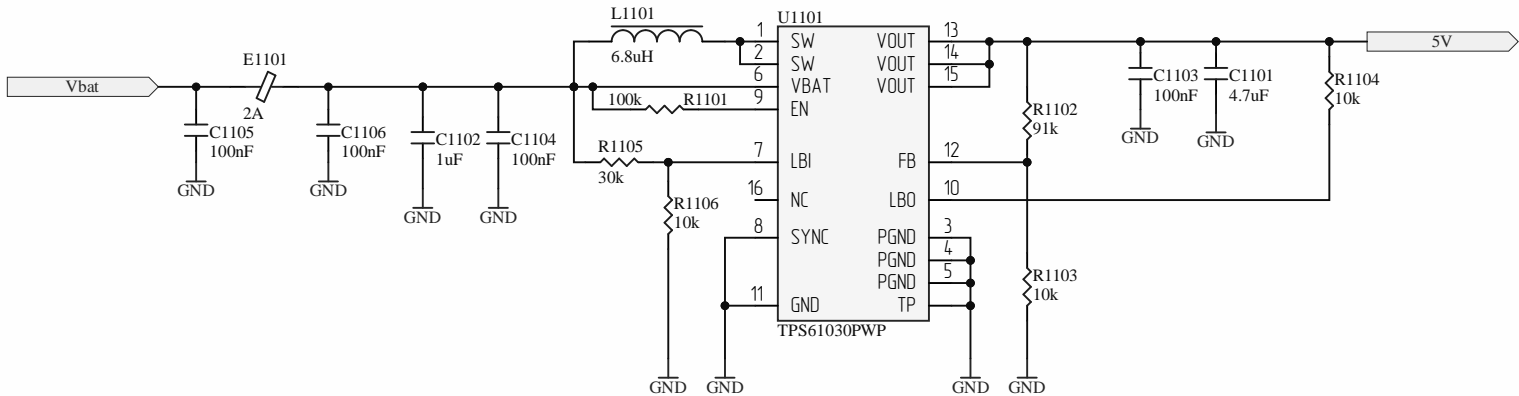 L1101
6.8uH
U1101
TPS61030PWP
1 SW
2 SW
6 VBAT
9 EN
7 LBI
16 NC
8 SYNC
11 GND
VOUT 13
VOUT 14
VOUT 15
FB 12
LBO 10
PGND 3
PGND 4
PGND 5
TP
Vbat
E1101
2A
C1105
100nF
GND
C1106
100nF
GND
C1102
1uF
GND
C1104
100nF
GND
100k
R1101
R1105
30k
R1106
10k
GND
GND
GND
R1102
91k
R1103
10k
GND
C1103
100nF
GND
C1101
4.7uF
GND
R1104
10k
5V